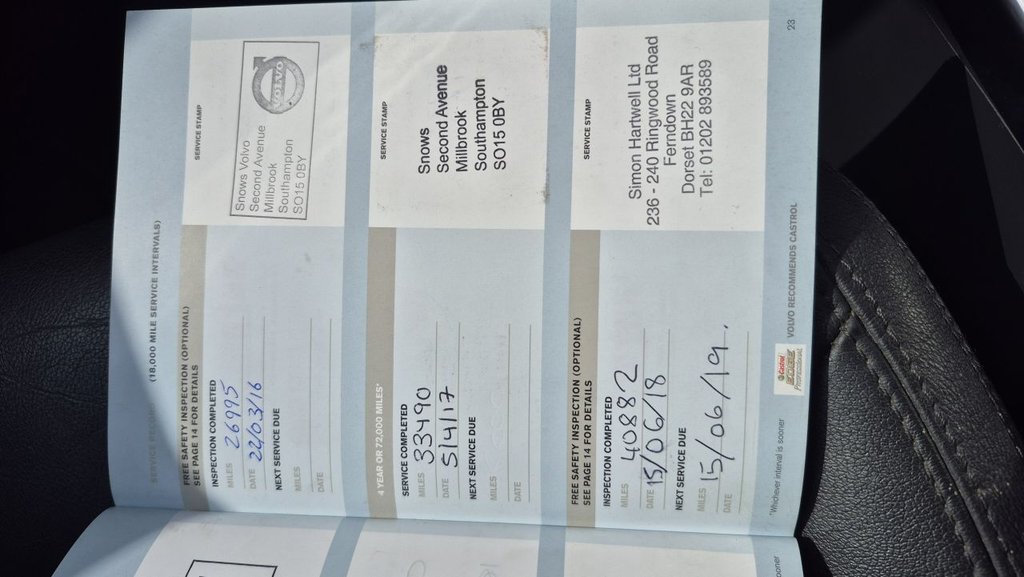 SERVICE RECORD (18,000 MILE SERVICE INTERVALS)
FREE SAFETY INSPECTION (OPTIONAL)
SEE PAGE 14 FOR DETAILS
INSPECTION COMPLETED
MILES 26995
DATE 22/03/16
NEXT SERVICE DUE
MILES
DATE
SERVICE STAMP
Snows Volvo
Second Avenue
Millbrook
Southampton
SO15 0BY
VOLVO
4 YEAR OR 72,000 MILES*
SERVICE COMPLETED
MILES 33490
DATE 5/4/17
NEXT SERVICE DUE
MILES
DATE
SERVICE STAMP
Snows
Second Avenue
Millbrook
Southampton
SO15 0BY
FREE SAFETY INSPECTION (OPTIONAL)
SEE PAGE 14 FOR DETAILS
INSPECTION COMPLETED
MILES 40882
DATE 15/06/18
NEXT SERVICE DUE
MILES 15/06/19.
DATE
SERVICE STAMP
Simon Hartwell Ltd
236 - 240 Ringwood Road
Ferndown
Dorset BH22 9AR
Tel: 01202 893589
*Whichever interval is sooner
Castrol
EDGE
Professional
VOLVO RECOMMENDS CASTROL
23
ooner